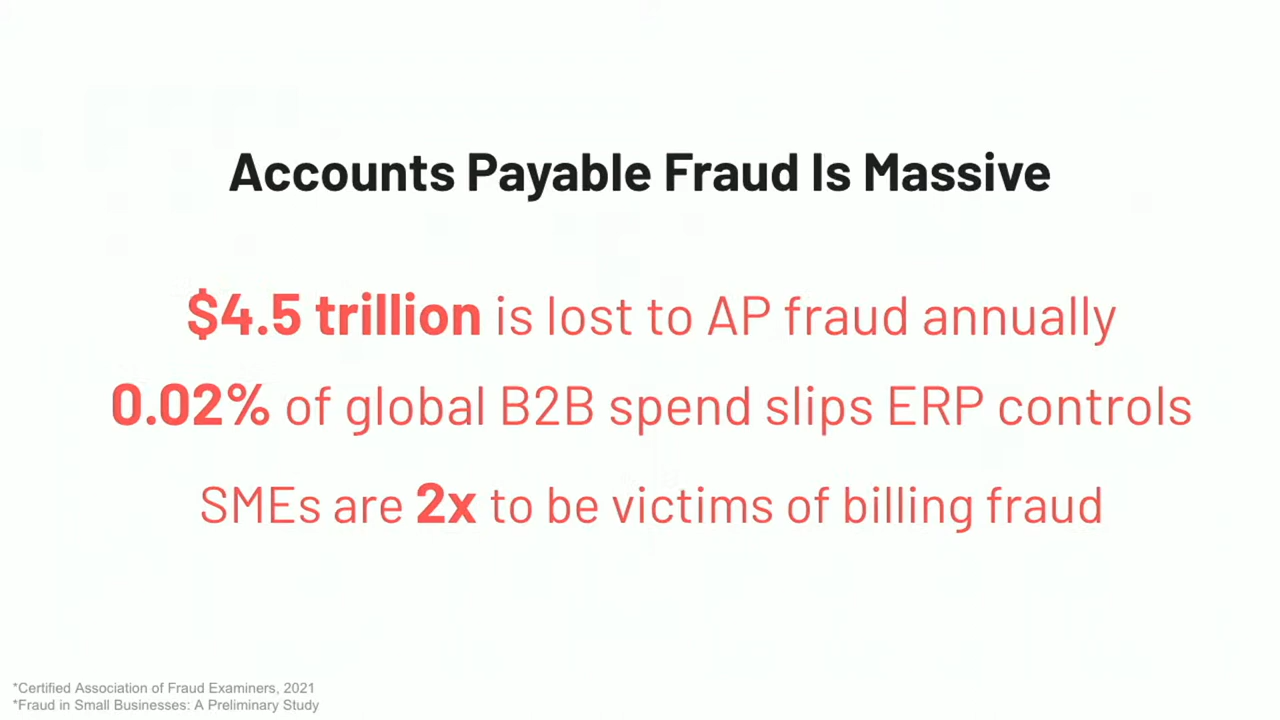 Accounts Payable Fraud Is Massive
$4.5 trillion is lost to AP fraud annually
0.02% of global B2B spend slips ERP controls
SMEs are 2x to be victims of billing fraud
*Certified Association of Fraud Examiners, 2021
*Fraud in Small Businesses: A Preliminary Study